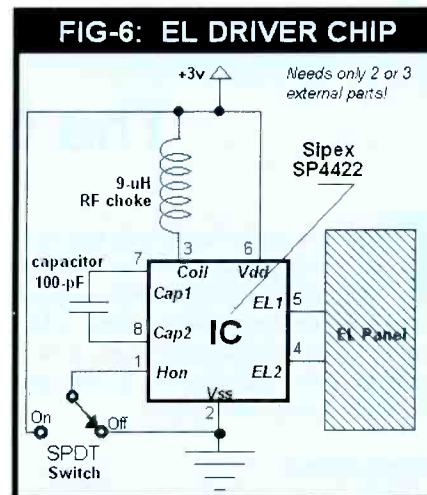 FIG-6: EL DRIVER CHIP
+3v
Needs only 2 or 3
external parts!
Sipex
SP4422
9-uH
RF choke
capacitor
100-pF
7
3
6
Coil
Vdd
Cap1
EL1
5
IC
EL Panel
8
Cap2
4
EL2
1
Hon
Vss
2
On
Off
SPDT
Switch